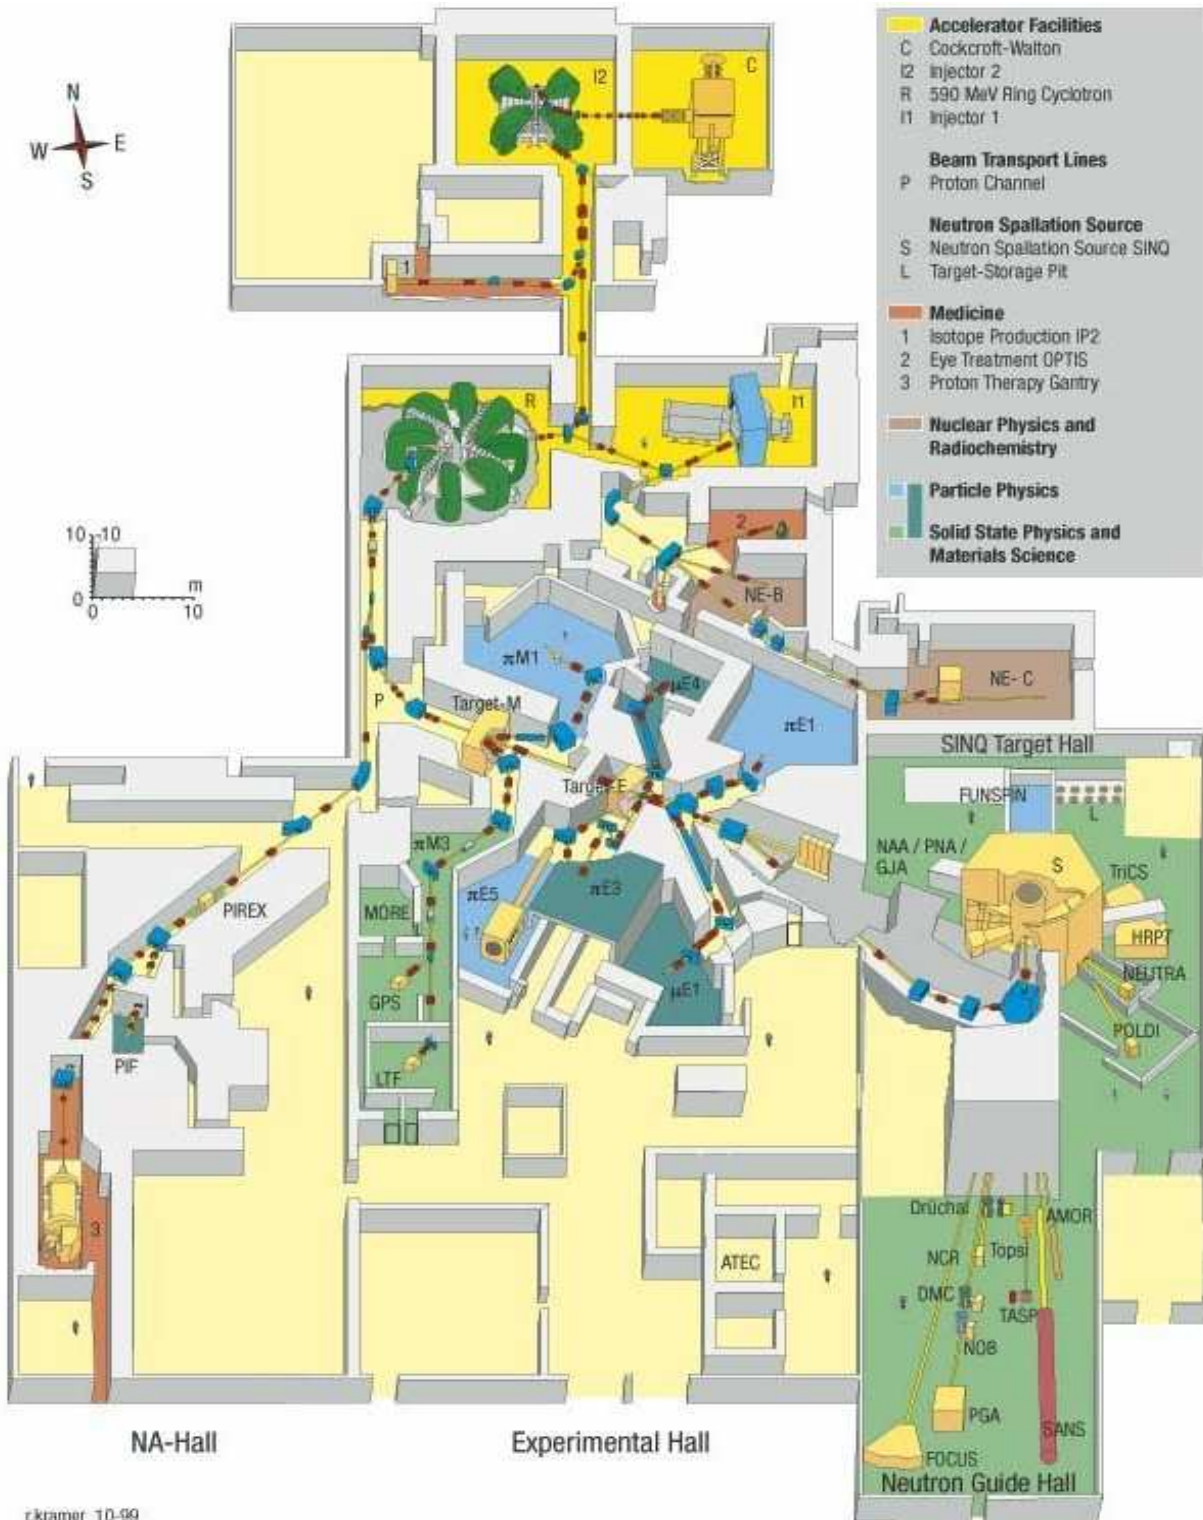 Accelerator Facilities
C Cockcroft-Walton
I2 Injector 2
R 590 MeV Ring Cyclotron
I1 Injector 1
Beam Transport Lines
P Proton Channel
Neutron Spallation Source
S Neutron Spallation Source SINQ
L Target-Storage Pit
Medicine
1 Isotope Production IP2
2 Eye Treatment OPTIS
3 Proton Therapy Gantry
Nuclear Physics and
Radiochemistry
Particle Physics
Solid State Physics and
Materials Science
N
W E
S
I2
C
1
R
I1
2
10 10
m
0
0 10
NE-B
πM1
μE4
NE-C
P
Target-M
πE1
SINQ Target Hall
Target-E
FUNSPIN
L
πM3
NAA / PNA /
GJA
S
TriCS
πE5
πE3
PIREX
MORE
HRPT
NEUTRA
GPS
μE1
POLDI
PIF
LTF
3
Drüchal
AMOR
NCR
Topsi
ATEC
DMC
TASP
NOB
PGA
SANS
FOCUS
NA-Hall
Experimental Hall
Neutron Guide Hall
r.kramer 10-99